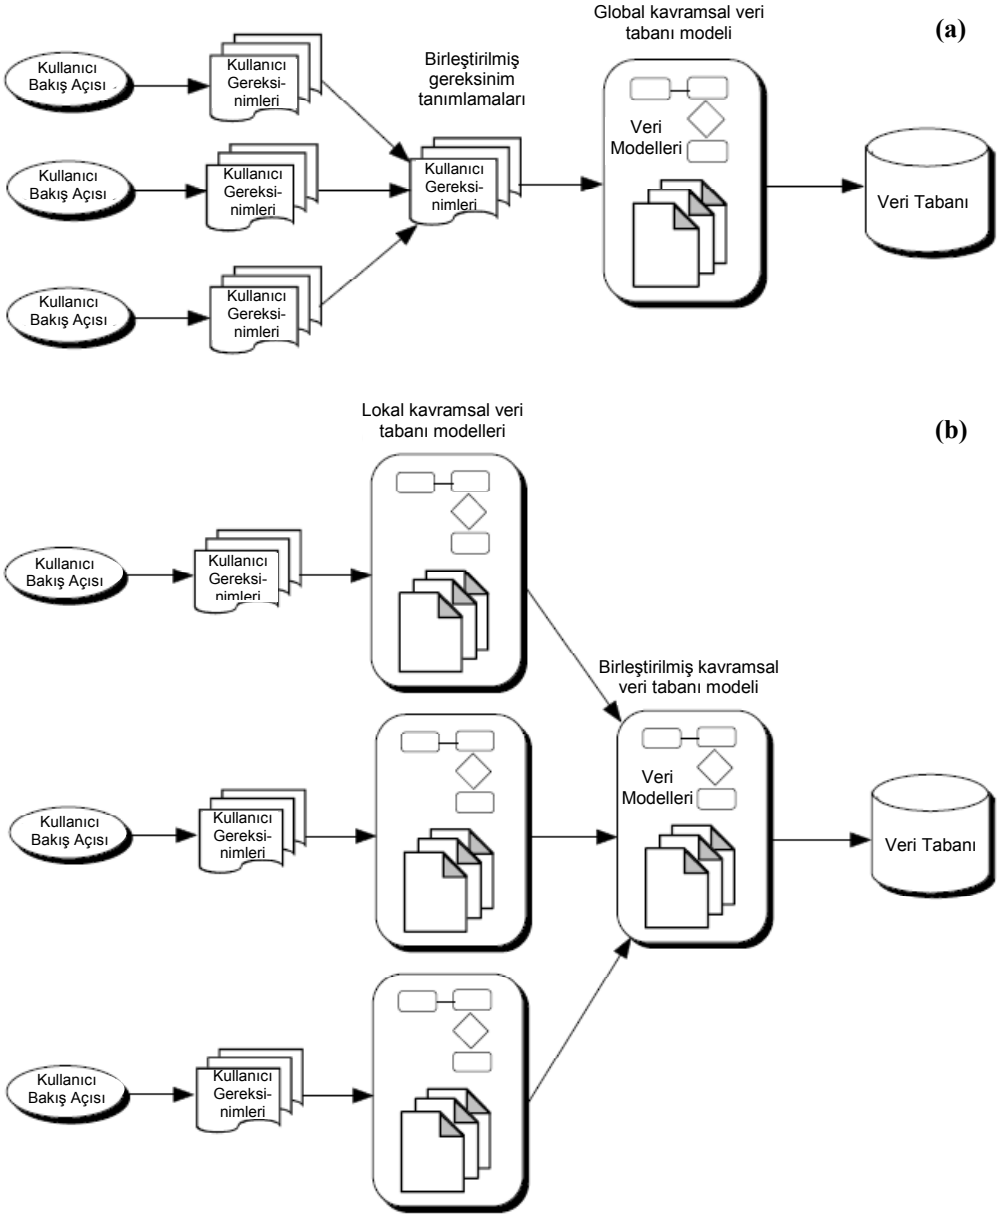 Global kavramsal veri
tabanı modeli
(a)
Birleştirilmiş
gereksinim
tanımlamaları
Kullanıcı
Bakış Açısı
Kullanıcı
Gereksi-
nimleri
Kullanıcı
Bakış Açısı
Kullanıcı
Gereksi-
nimleri
Kullanıcı
Gereksi-
nimleri
Veri
Modelleri
Veri Tabanı
Kullanıcı
Bakış Açısı
Kullanıcı
Gereksi-
nimleri
Lokal kavramsal veri
tabanı modelleri
(b)
Kullanıcı
Bakış Açısı
Kullanıcı
Gereksi-
nimleri
Birleştirilmiş kavramsal
veri tabanı modeli
Kullanıcı
Bakış Açısı
Kullanıcı
Gereksi-
nimleri
Veri
Modelleri
Veri Tabanı
Kullanıcı
Bakış Açısı
Kullanıcı
Gereksi-
nimleri